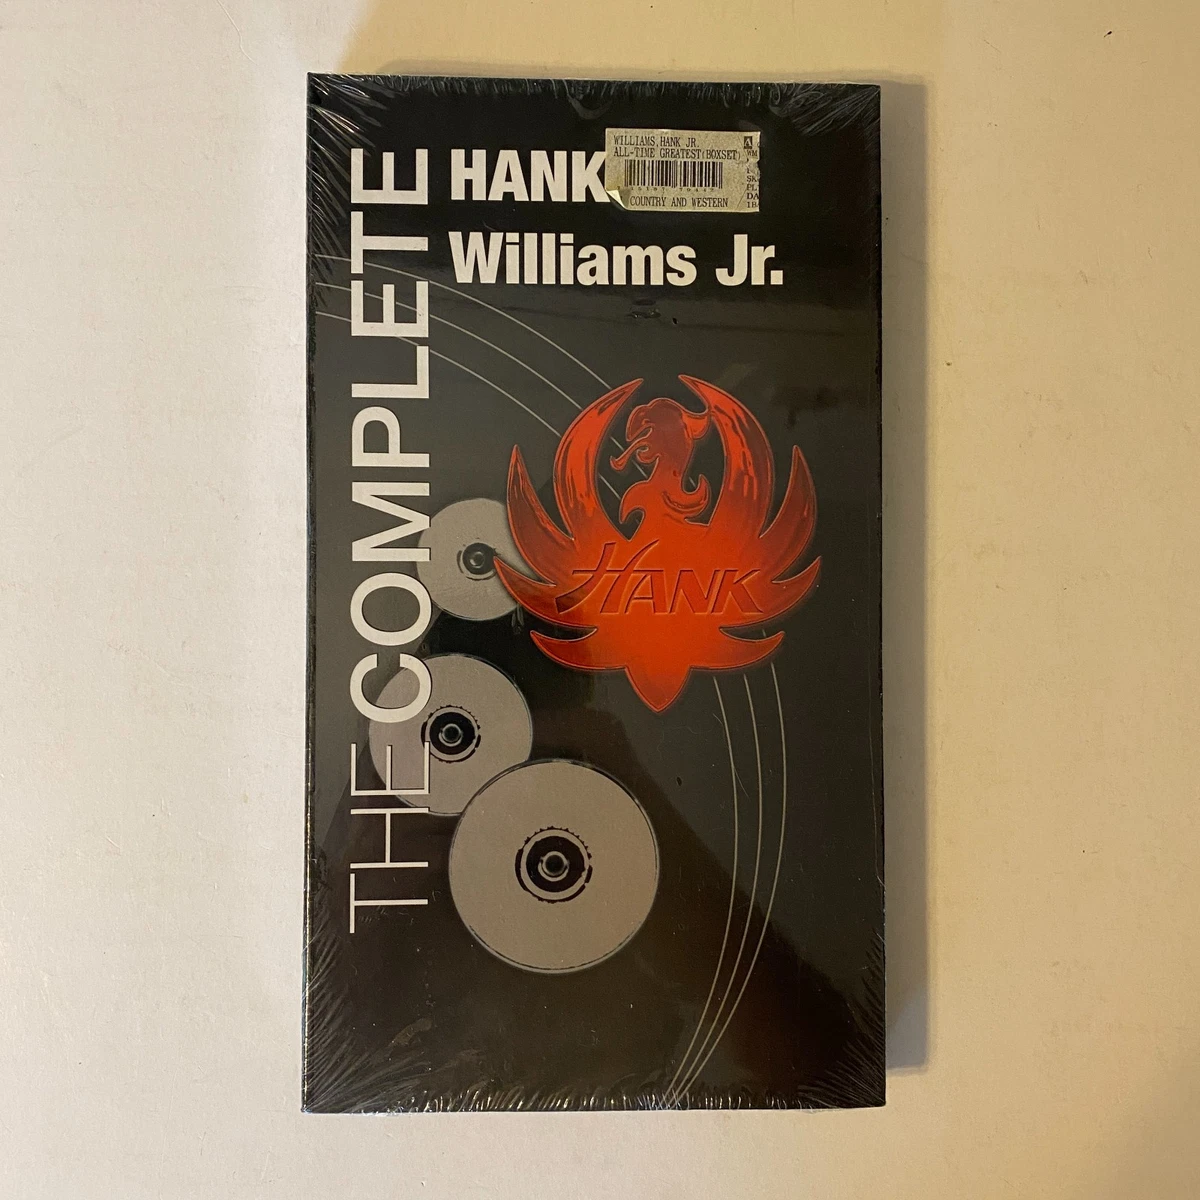 THE COMPLETE
HANK
Williams Jr.
WILLIAMS,HANK JR.
ALL-TIME GREATEST(BOXSET)
COUNTRY AND WESTERN
HANK